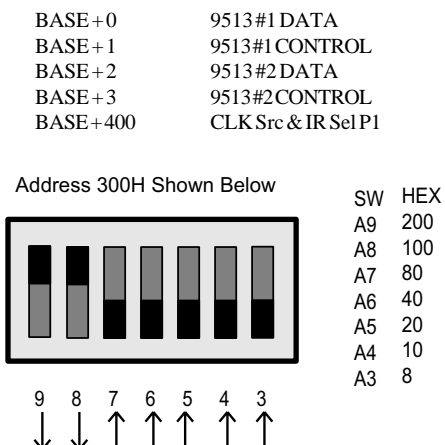 BASE+0 9513#1 DATA
BASE+1 9513#1 CONTROL
BASE+2 9513#2 DATA
BASE+3 9513#2 CONTROL
BASE+400 CLK Src & IR Sel P1
Address 300H Shown Below
9 8 7 6 5 4 3
SW HEX
A9 200
A8 100
A7 80
A6 40
A5 20
A4 10
A3 8